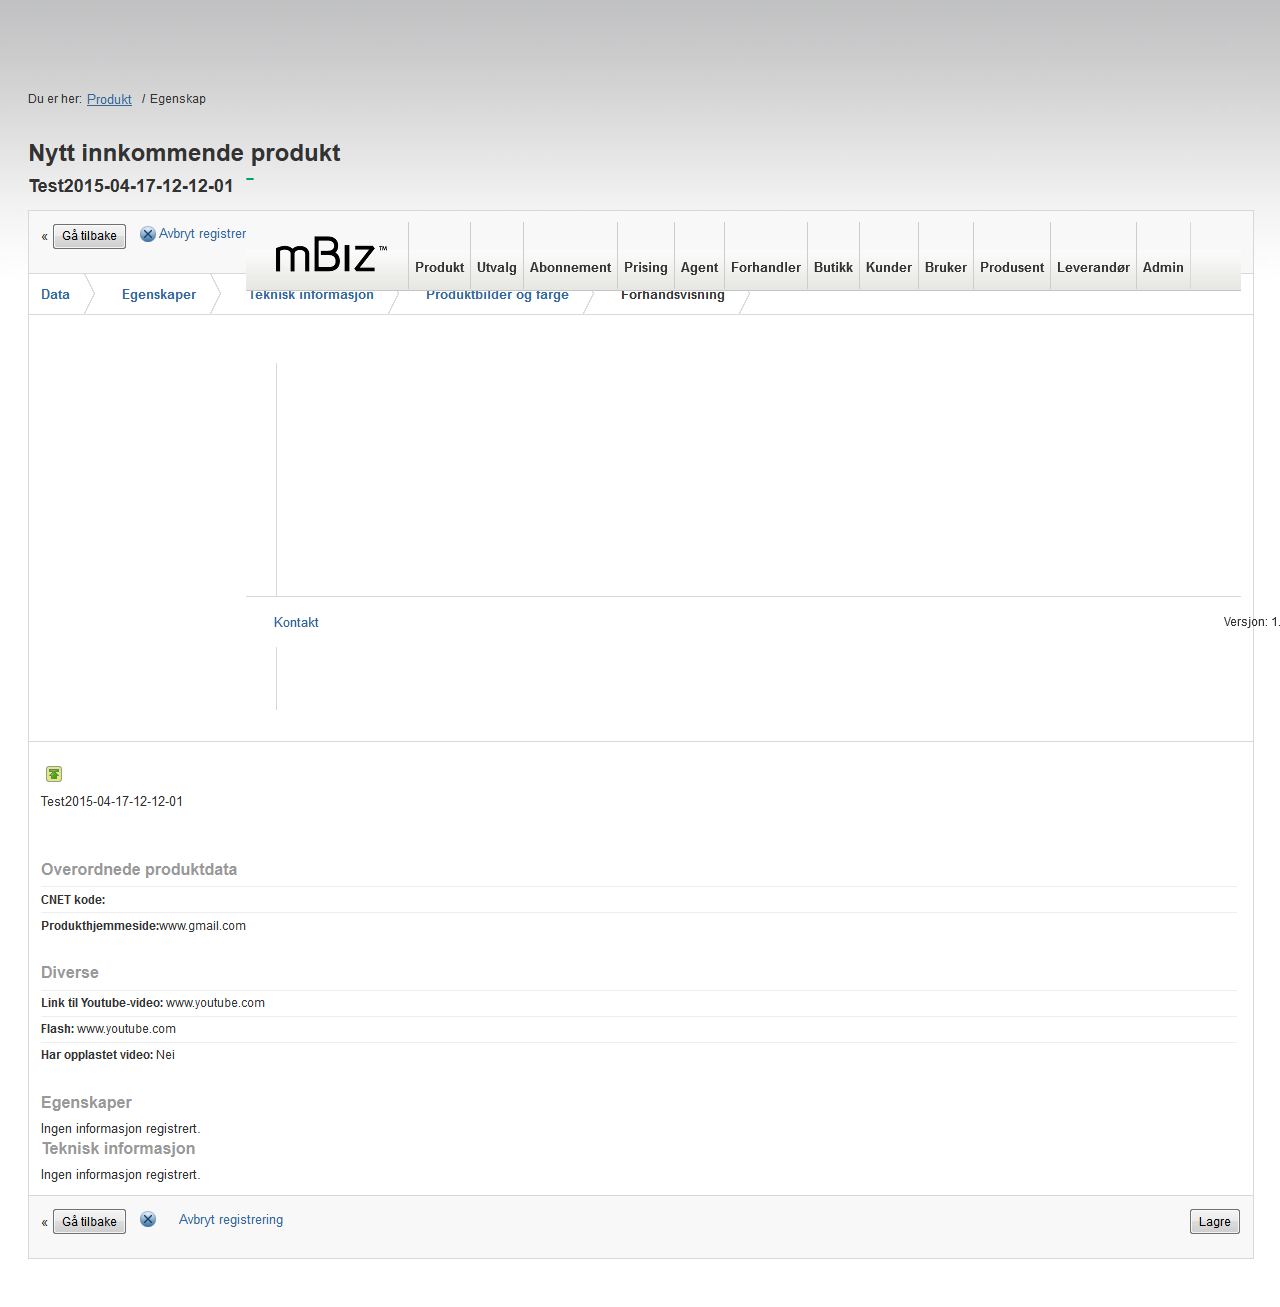 Du er her: Produkt / Egenskap
Nytt innkommende produkt
Test2015-04-17-12-12-01
« Gå tilbake Avbryt registrer
mBiz™ Produkt Utvalg Abonnement Prising Agent Forhandler Butikk Kunder Bruker Produsent Leverandør Admin
Data Egenskaper Teknisk informasjon Produktbilder og farge Forhåndsvisning
Kontakt Versjon: 1.
Test2015-04-17-12-12-01
Overordnede produktdata
CNET kode:
Produkthjemmeside:www.gmail.com
Diverse
Link til Youtube-video: www.youtube.com
Flash: www.youtube.com
Har opplastet video: Nei
Egenskaper
Ingen informasjon registrert.
Teknisk informasjon
Ingen informasjon registrert.
« Gå tilbake Avbryt registrering Lagre